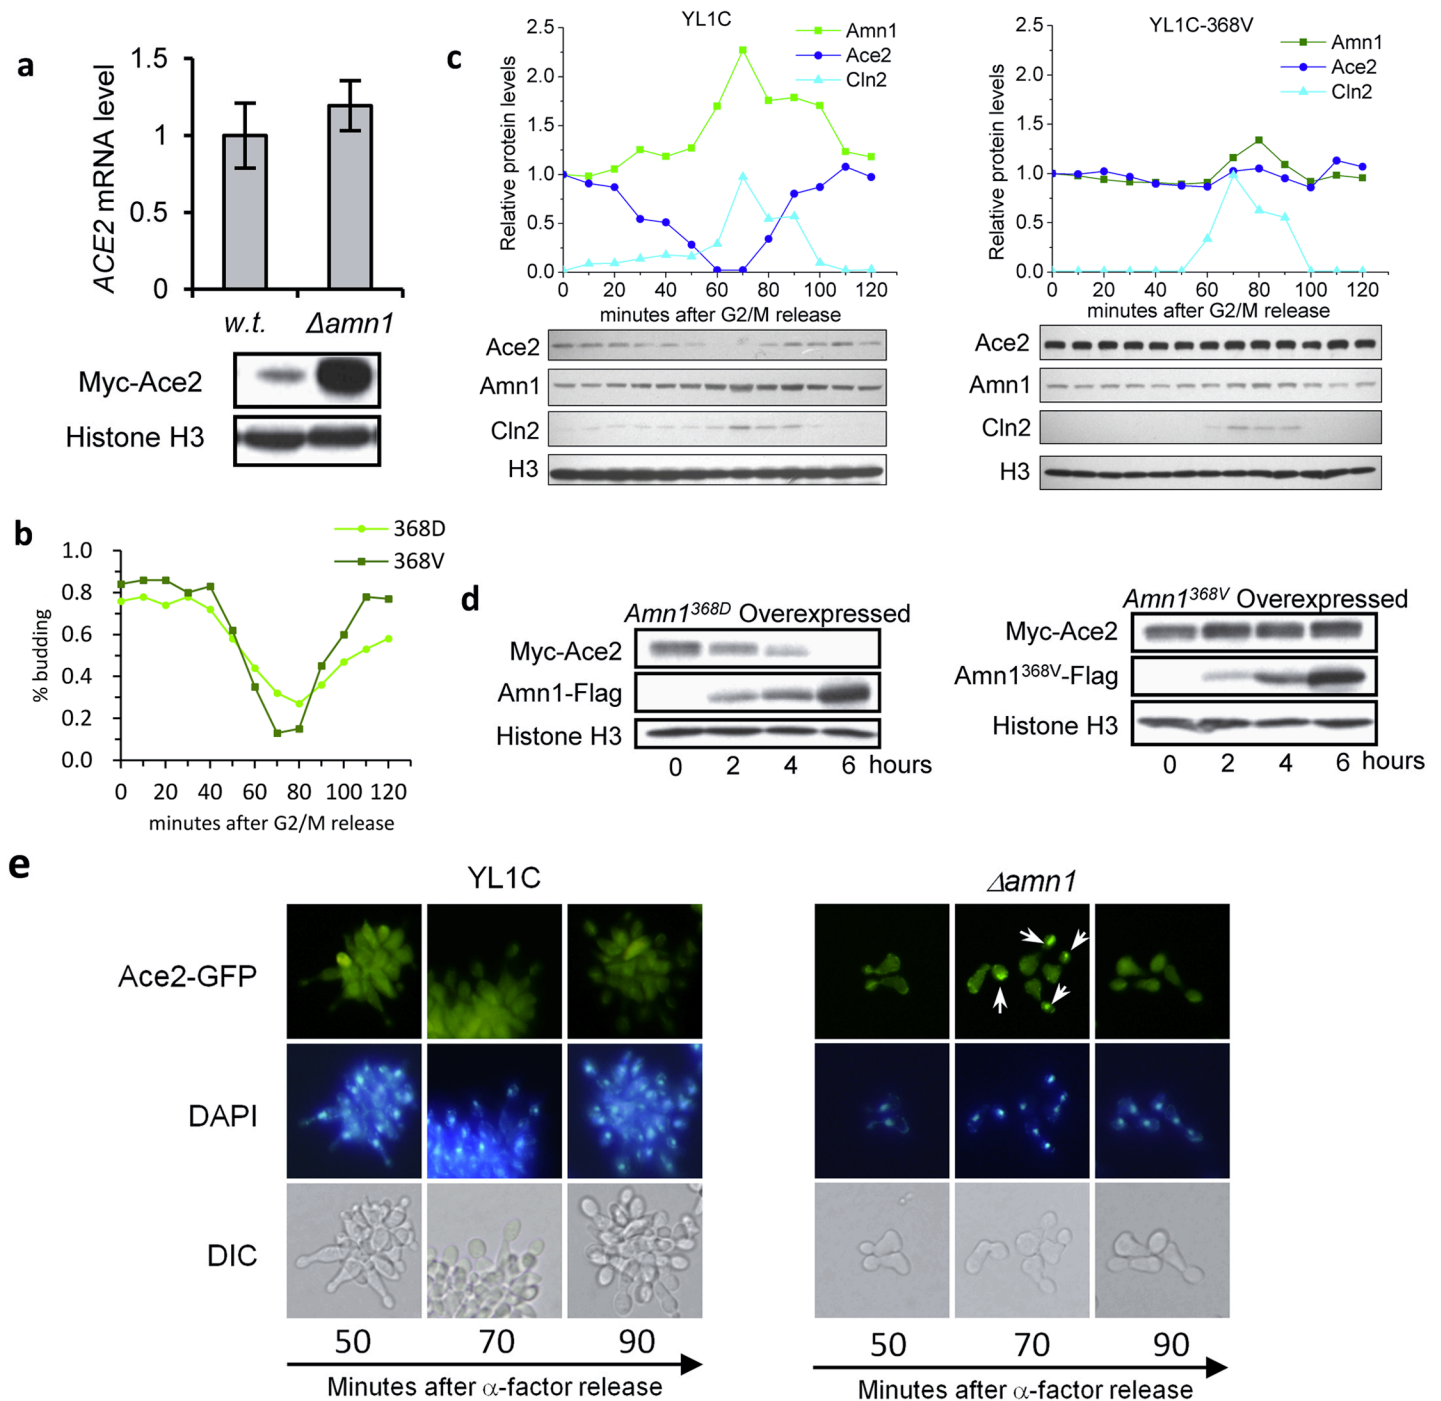 a
ACE2 mRNA level
1.5
1
0.5
0
w.t. Δamn1
Myc-Ace2
Histone H3
b
368D
368V
% budding
1.0
0.8
0.6
0.4
0.2
0.0
0 20 40 60 80 100 120
minutes after G2/M release
c
YL1C
Amn1
Ace2
Cln2
Relative protein levels
2.5
2.0
1.5
1.0
0.5
0.0
0 20 40 60 80 100 120
minutes after G2/M release
Ace2
Amn1
Cln2
H3
YL1C-368V
Amn1
Ace2
Cln2
Relative protein levels
2.5
2.0
1.5
1.0
0.5
0.0
0 20 40 60 80 100 120
minutes after G2/M release
Ace2
Amn1
Cln2
H3
d
Amn1368D Overexpressed
Myc-Ace2
Amn1-Flag
Histone H3
0 2 4 6 hours
Amn1368V Overexpressed
Myc-Ace2
Amn1368V-Flag
Histone H3
0 2 4 6 hours
e
YL1C
Δamn1
Ace2-GFP
DAPI
DIC
50 70 90
Minutes after α-factor release
50 70 90
Minutes after α-factor release